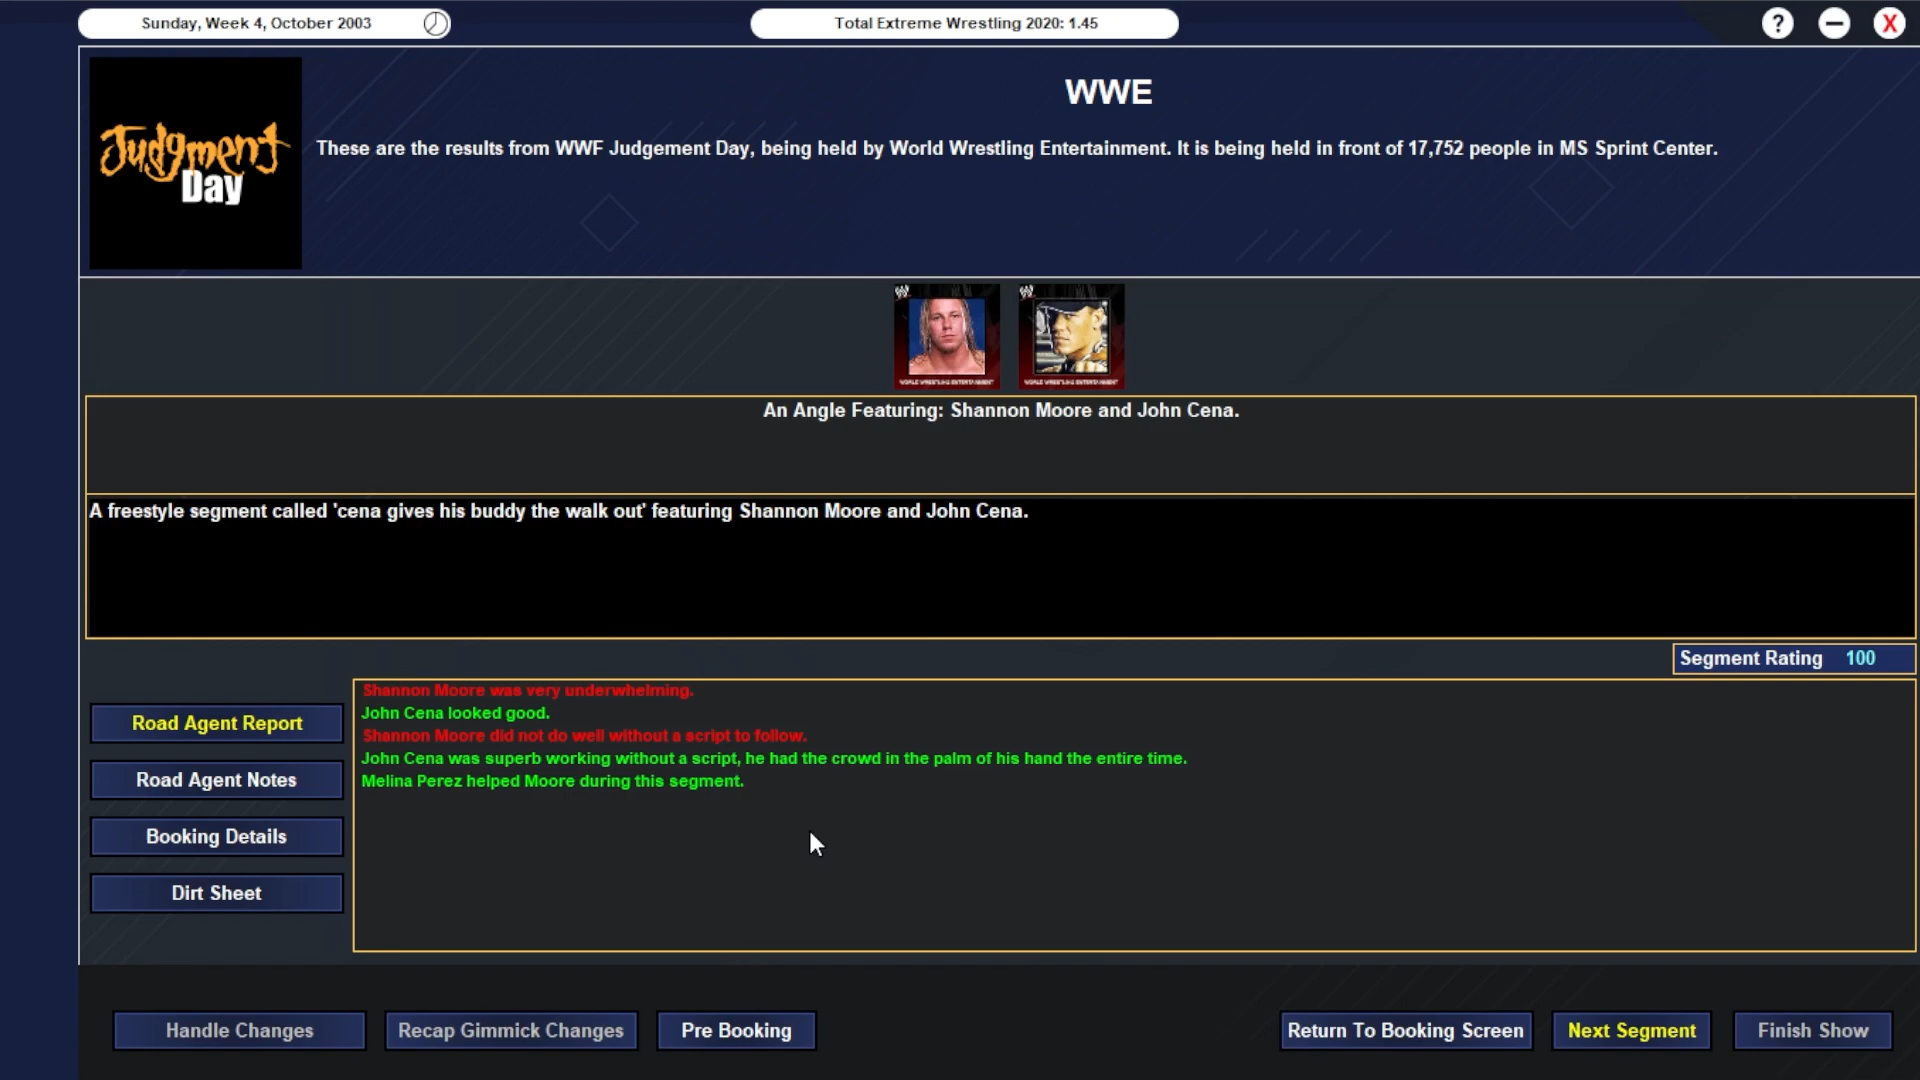 Sunday, Week 4, October 2003
Total Extreme Wrestling 2020: 1.45
?
X
Judgment
Day
WWE
These are the results from WWF Judgement Day, being held by World Wrestling Entertainment. It is being held in front of 17,752 people in MS Sprint Center.
WORLD WRESTLING ENTERTAINMENT WORLD WRESTLING ENTERTAINMENT
An Angle Featuring: Shannon Moore and John Cena.
A freestyle segment called 'cena gives his buddy the walk out' featuring Shannon Moore and John Cena.
Segment Rating 100
Shannon Moore was very underwhelming.
John Cena looked good.
Shannon Moore did not do well without a script to follow.
John Cena was superb working without a script, he had the crowd in the palm of his hand the entire time.
Melina Perez helped Moore during this segment.
Road Agent Report
Road Agent Notes
Booking Details
Dirt Sheet
Handle Changes Recap Gimmick Changes Pre Booking Return To Booking Screen Next Segment Finish Show